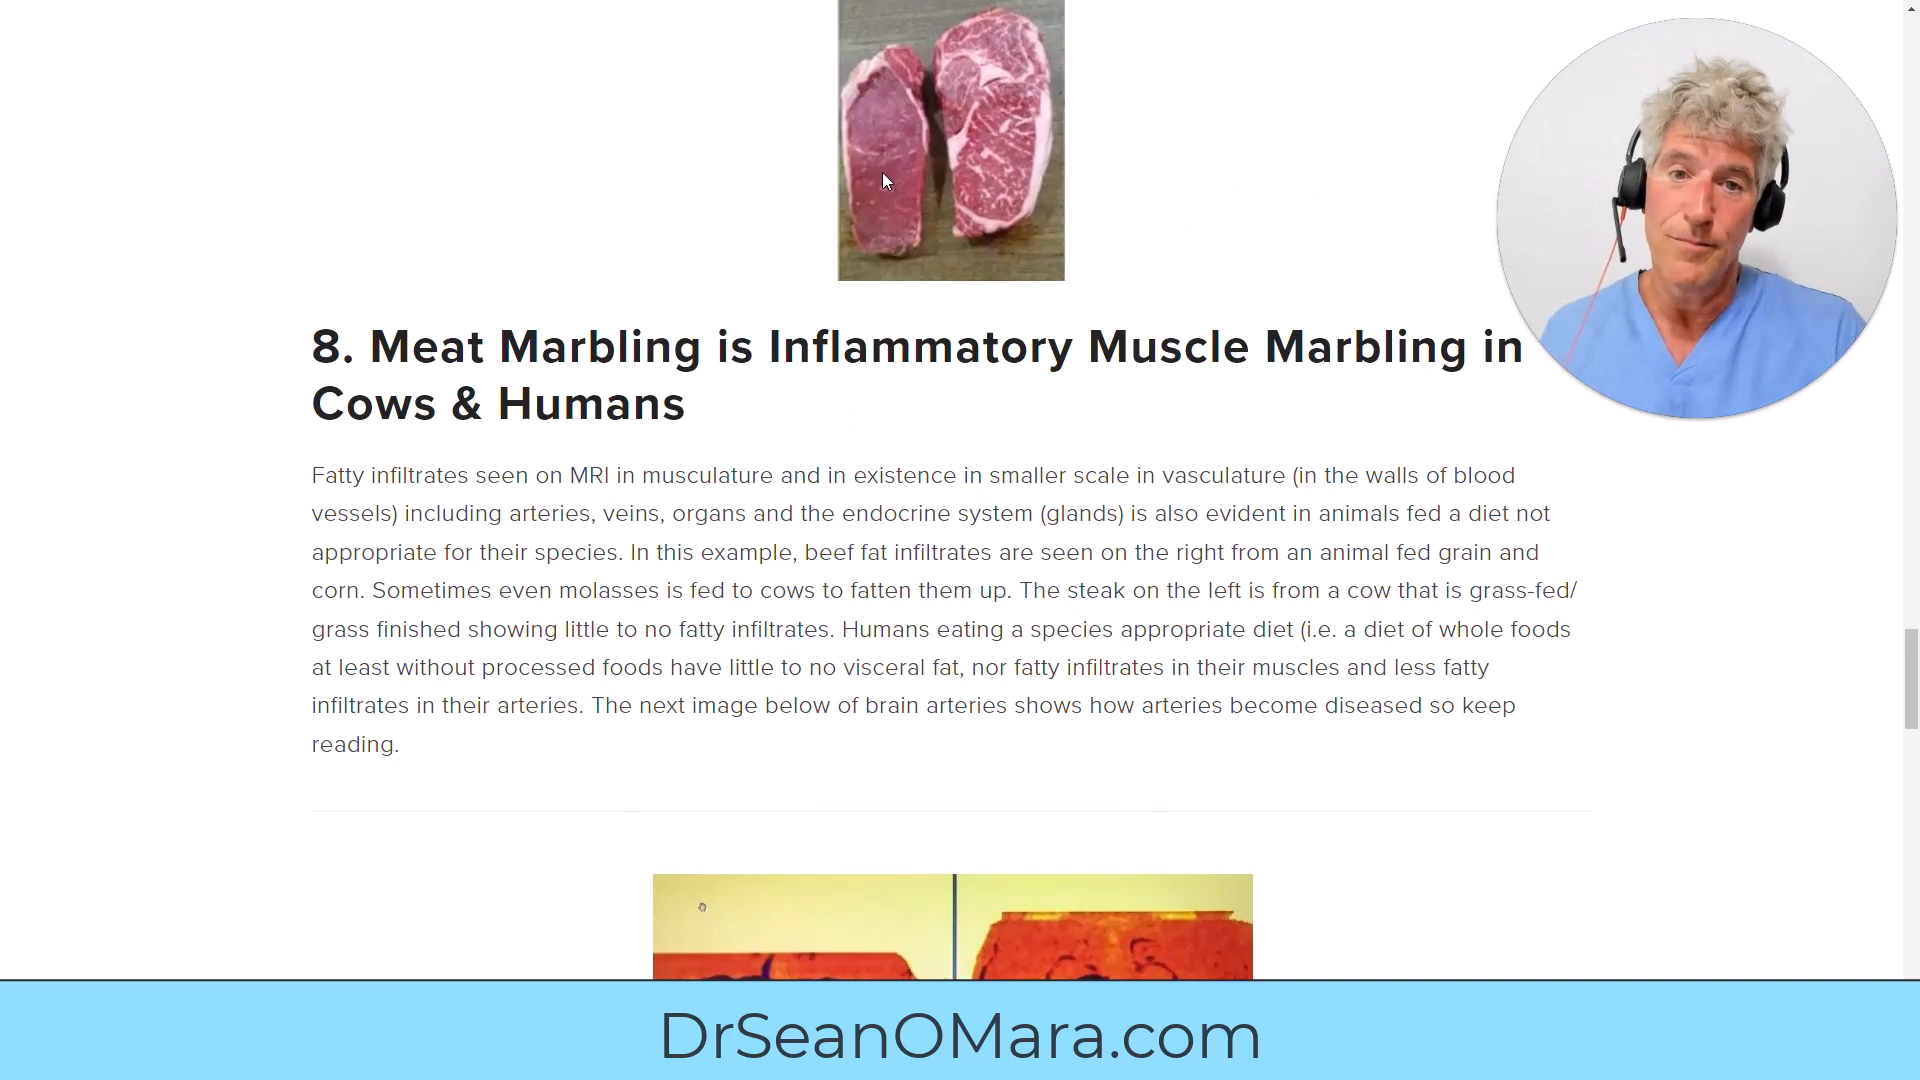 8. Meat Marbling is Inflammatory Muscle Marbling in
Cows & Humans
Fatty infiltrates seen on MRI in musculature and in existence in smaller scale in vasculature (in the walls of blood
vessels) including arteries, veins, organs and the endocrine system (glands) is also evident in animals fed a diet not
appropriate for their species. In this example, beef fat infiltrates are seen on the right from an animal fed grain and
corn. Sometimes even molasses is fed to cows to fatten them up. The steak on the left is from a cow that is grass-fed/
grass finished showing little to no fatty infiltrates. Humans eating a species appropriate diet (i.e. a diet of whole foods
at least without processed foods have little to no visceral fat, nor fatty infiltrates in their muscles and less fatty
infiltrates in their arteries. The next image below of brain arteries shows how arteries become diseased so keep
reading.
DrSeanOMara.com